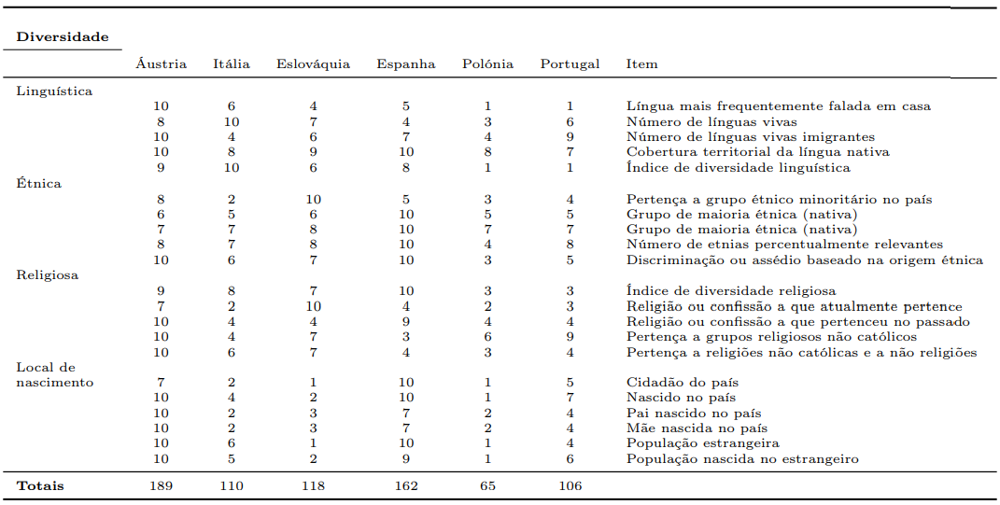 Diversidade
Áustria Itália Eslováquia Espanha Polónia Portugal Item
Linguística
10 6 4 5 1 1 Língua mais frequentemente falada em casa
8 10 7 4 3 6 Número de línguas vivas
10 4 6 7 4 9 Número de línguas vivas imigrantes
10 8 9 10 8 7 Cobertura territorial da língua nativa
9 10 6 8 1 1 Índice de diversidade linguística
Étnica
8 2 10 5 3 4 Pertença a grupo étnico minoritário no país
6 5 6 10 5 5 Grupo de maioria étnica (nativa)
7 7 8 10 7 7 Grupo de maioria étnica (nativa)
8 7 8 10 4 8 Número de etnias percentualmente relevantes
10 6 7 10 3 5 Discriminação ou assédio baseado na origem étnica
Religiosa
9 8 7 10 3 3 Índice de diversidade religiosa
7 2 10 4 2 3 Religião ou confissão a que atualmente pertence
10 4 4 9 4 4 Religião ou confissão a que pertenceu no passado
10 4 7 3 6 9 Pertença a grupos religiosos não católicos
10 6 7 4 3 4 Pertença a religiões não católicas e a não religiões
Local de
nascimento 7 2 1 10 1 5 Cidadão do país
10 4 2 10 1 7 Nascido no país
10 2 3 7 2 4 Pai nascido no país
10 2 3 7 2 4 Mãe nascida no país
10 6 1 10 1 4 População estrangeira
10 5 2 9 1 6 População nascida no estrangeiro
Totais 189 110 118 162 65 106